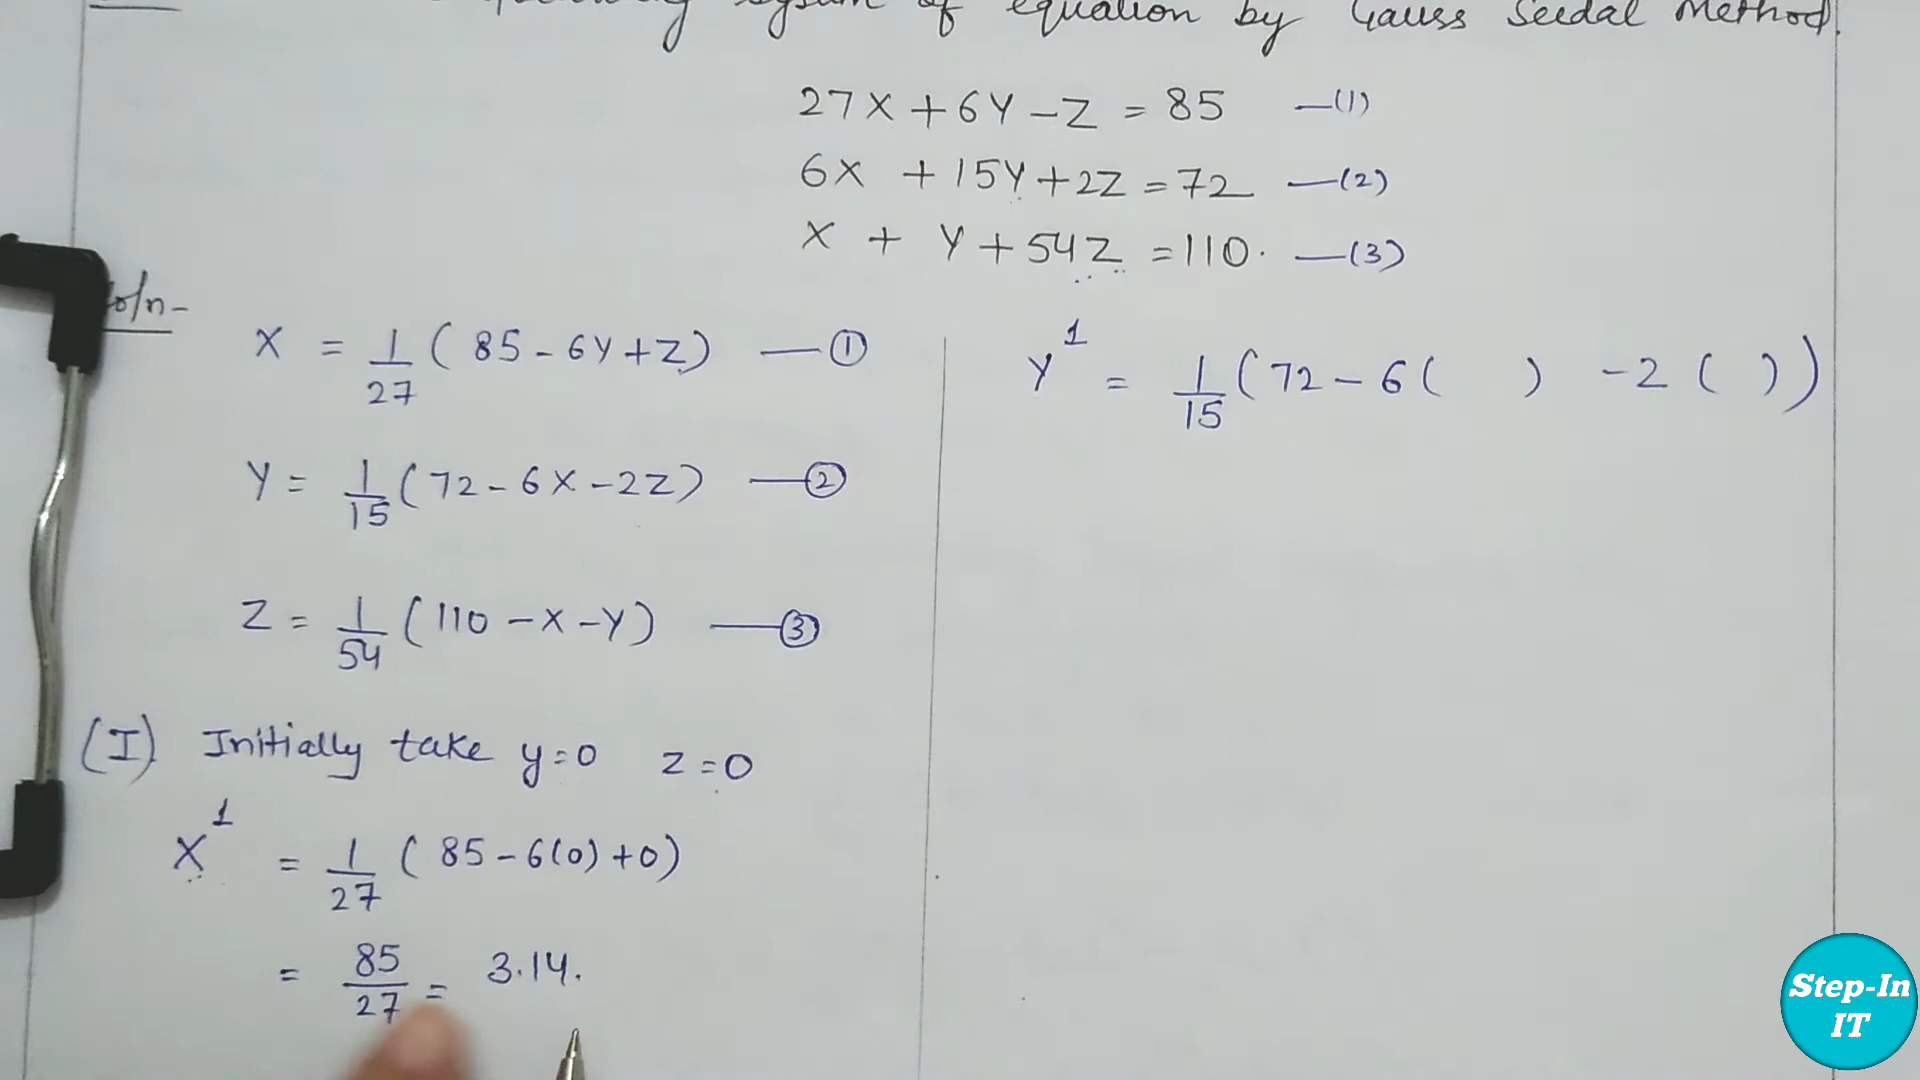 system of equation by Gauss Seidal Method.
27X + 6Y - Z = 85 —(1)
6X + 15Y + 2Z = 72 —(2)
X + Y + 54Z = 110. —(3)
Soln-
X = 1/27 ( 85 - 6Y + Z ) — ①
Y = 1/15 ( 72 - 6X - 2Z ) — ②
Z = 1/54 ( 110 - X - Y ) — ③
(I) Initially take y=0 z=0
X¹ = 1/27 ( 85 - 6(0) + 0 )
= 85/27 = 3.14.
Y¹ = 1/15 ( 72 - 6( ) - 2 ( ) )
Step-In
IT